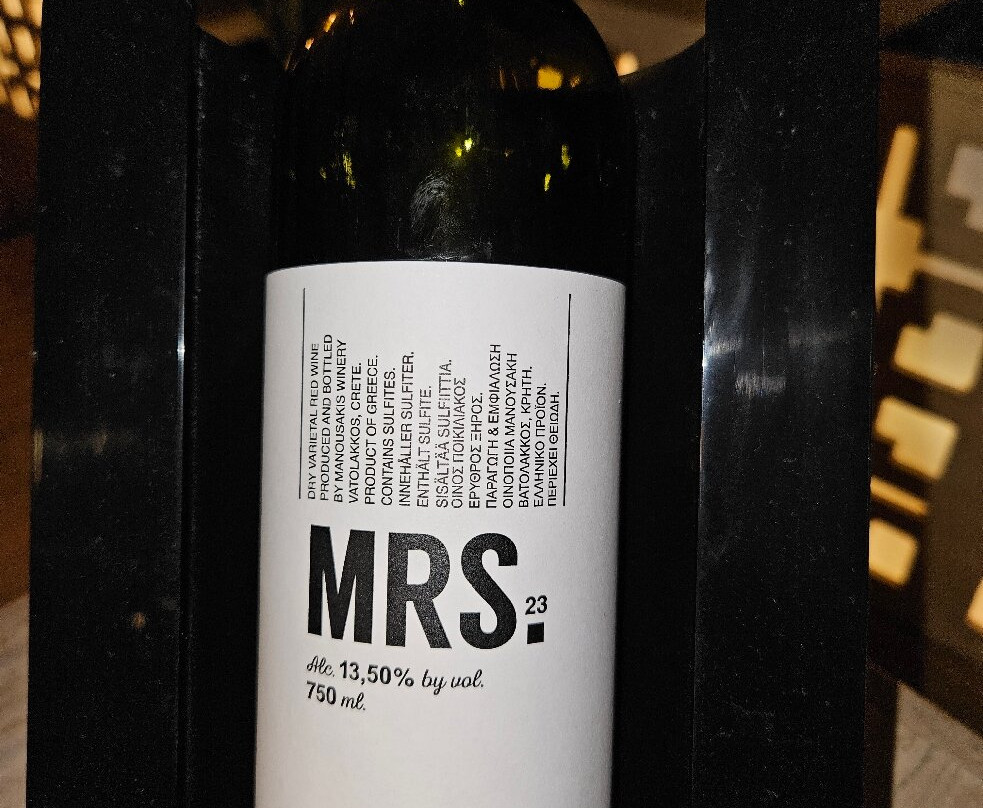 DRY VARIETAL RED WINE
PRODUCED AND BOTTLED
BY MANOUSAKIS WINERY
VATOLAKKOS, CRETE.
PRODUCT OF GREECE.
CONTAINS SULFITES.
INNEHÅLLER SULFITER,
ENTHÄLT SULFITE.
SISÄLTÄÄ SULFIITTIA.
ΟΙΝΟΣ ΠΟΙΚΙΛΙΑΚΟΣ
ΕΡΥΘΡΟΣ ΞΗΡΟΣ.
ΠΑΡΑΓΩΓΗ & ΕΜΦΙΑΛΩΣΗ
ΟΙΝΟΠΟΙΙΑ ΜΑΝΟΥΣΑΚΗ
ΒΑΤΟΛΑΚΚΟΣ, ΚΡΗΤΗ.
ΕΛΛΗΝΙΚΟ ΠΡΟΪΟΝ.
ΠΕΡΙΕΧΕΙ ΘΕΙΩΔΗ.
MRS.
23
Alc. 13,50% by vol.
750 ml.